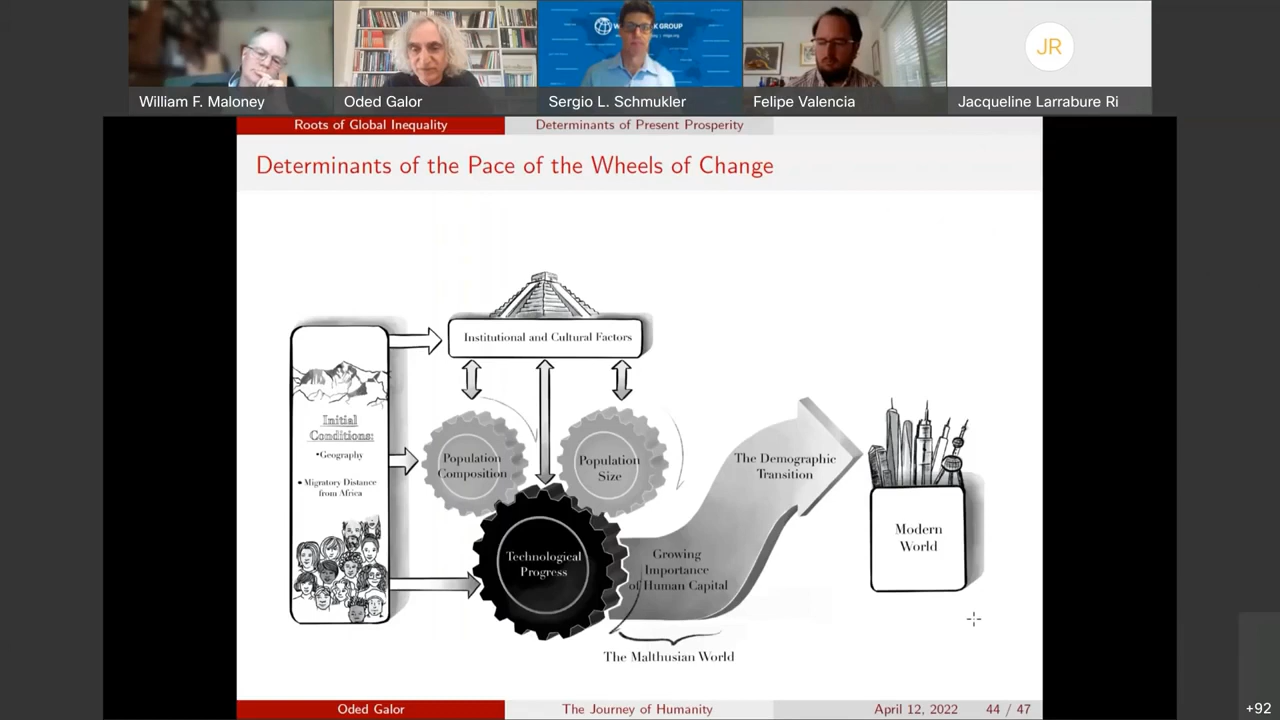 GROUP
William F. Maloney
Oded Galor
Sergio L. Schmukler
Felipe Valencia
JR
Jacqueline Larrabure Ri
Roots of Global Inequality
Determinants of Present Prosperity
Determinants of the Pace of the Wheels of Change
Institutional and Cultural Factors
Initial
Conditions:
•Geography
•Migratory Distance
from Africa
Population
Composition
Population
Size
Technological
Progress
Growing
Importance
of Human Capital
The Demographic
Transition
Modern
World
The Malthusian World
Oded Galor
The Journey of Humanity
April 12, 2022
44 / 47
+92